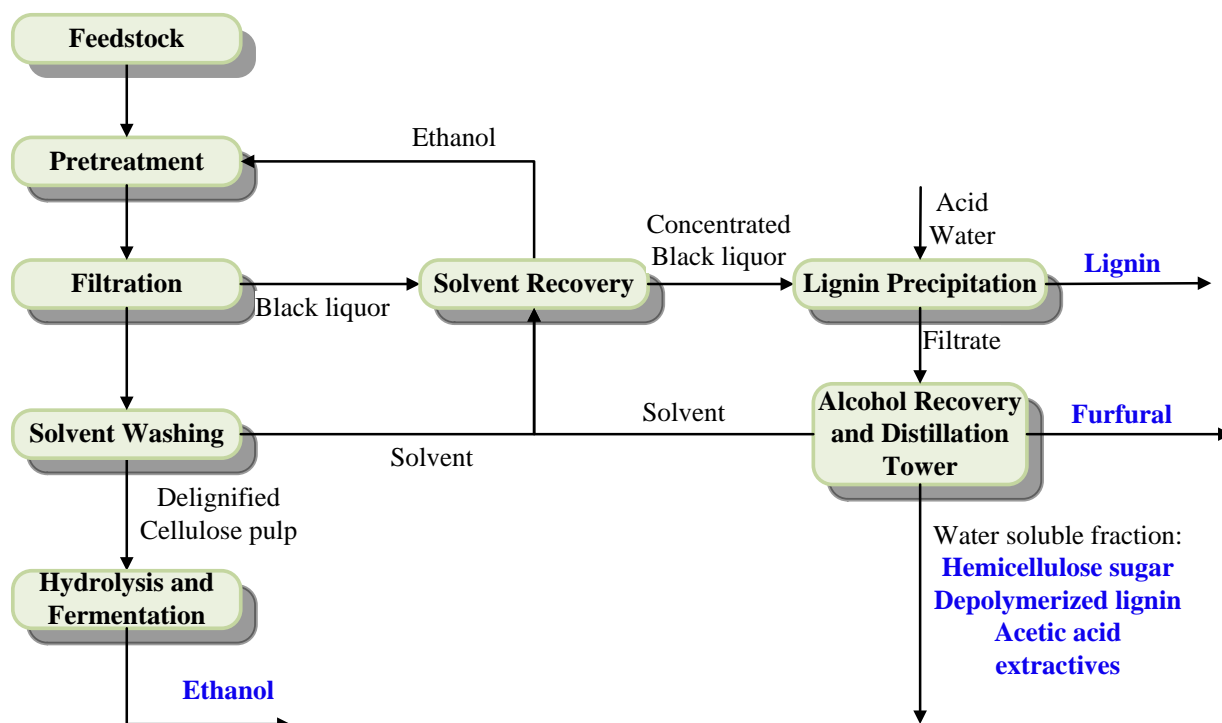 Feedstock
Pretreatment
Ethanol
Filtration
Black liquor
Solvent Recovery
Concentrated
Black liquor
Acid
Water
Lignin Precipitation
Lignin
Filtrate
Solvent Washing
Solvent
Solvent
Alcohol Recovery
and Distillation
Tower
Furfural
Delignified
Cellulose pulp
Hydrolysis and
Fermentation
Ethanol
Water soluble fraction:
Hemicellulose sugar
Depolymerized lignin
Acetic acid
extractives